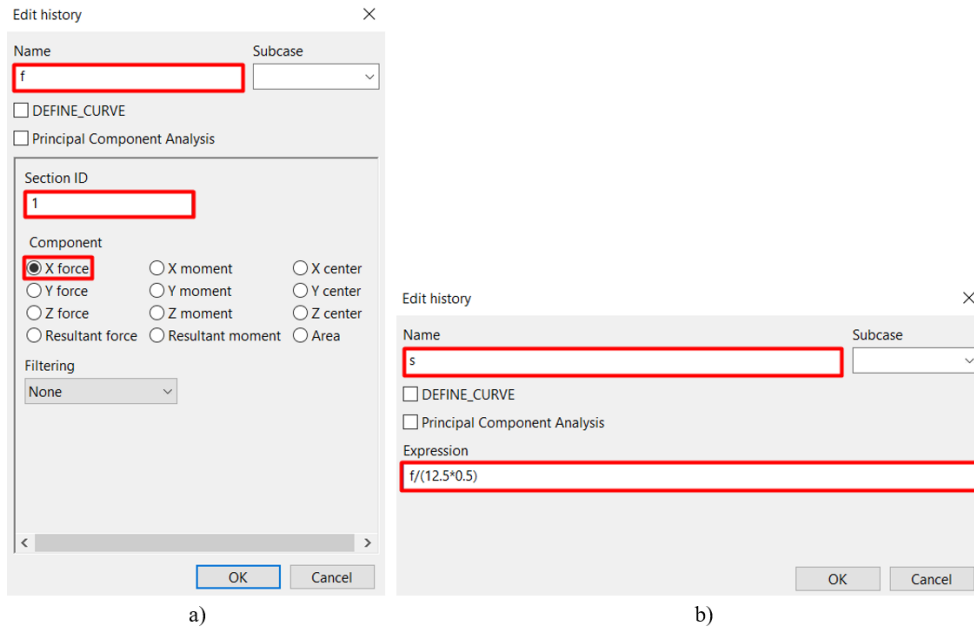 Edit history
Name Subcase
f
DEFINE_CURVE
Principal Component Analysis
Section ID
1
Component
X force X moment X center
Y force Y moment Y center
Z force Z moment Z center
Resultant force Resultant moment Area
Filtering
None
OK Cancel
a)
Edit history
Name Subcase
s
DEFINE_CURVE
Principal Component Analysis
Expression
f/(12.5*0.5)
OK Cancel
b)